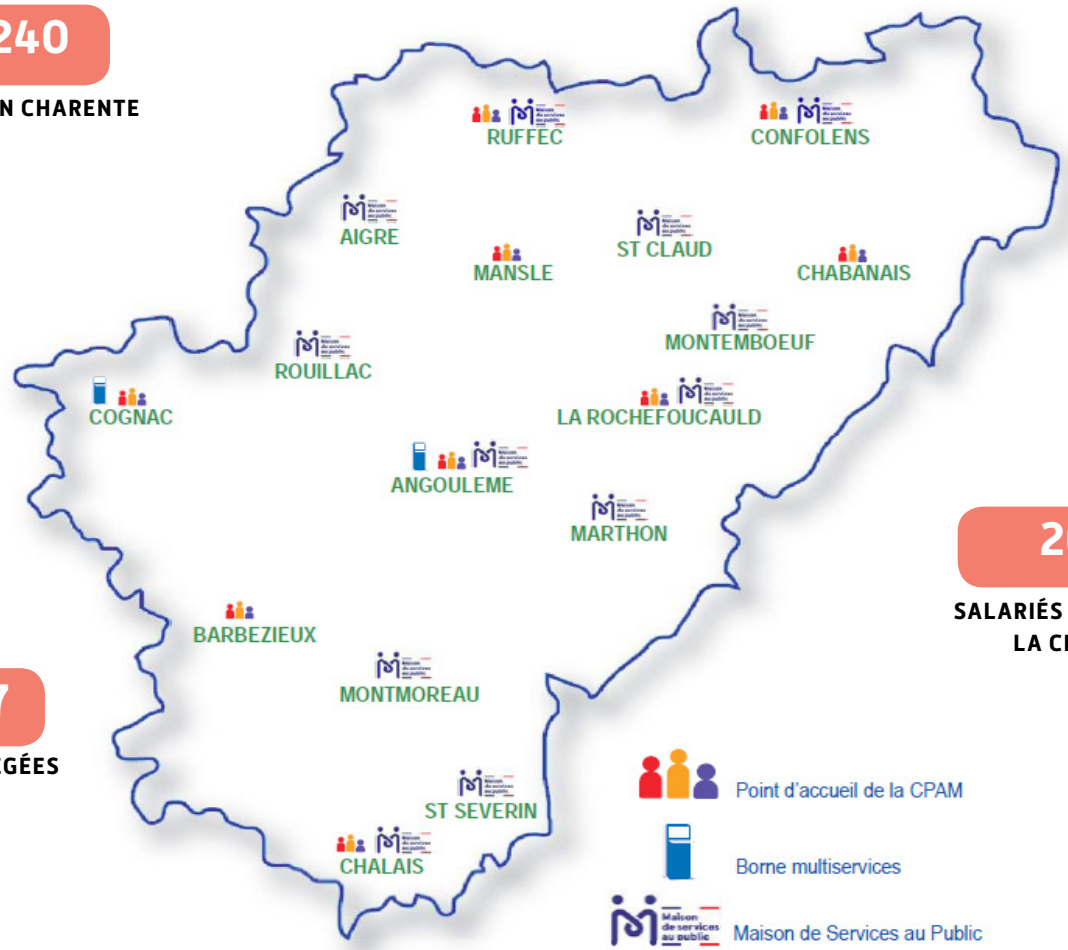 240
N CHARENTE
RUFFEC
CONFOLENS
AIGRE
ST CLAUD
MANSLE
CHABANAIS
MONTEMBOEUF
ROUILLAC
COGNAC
LA ROCHEFOUCAULD
ANGOULEME
MARTHON
SALARIÉS
BARBEZIEUX
MONTMOREAU
7
GÉES
ST SEVERIN
CHALAIS
Point d'accueil de la CPAM
Borne multiservices
Maison
de services
au public
Maison de Services au Public